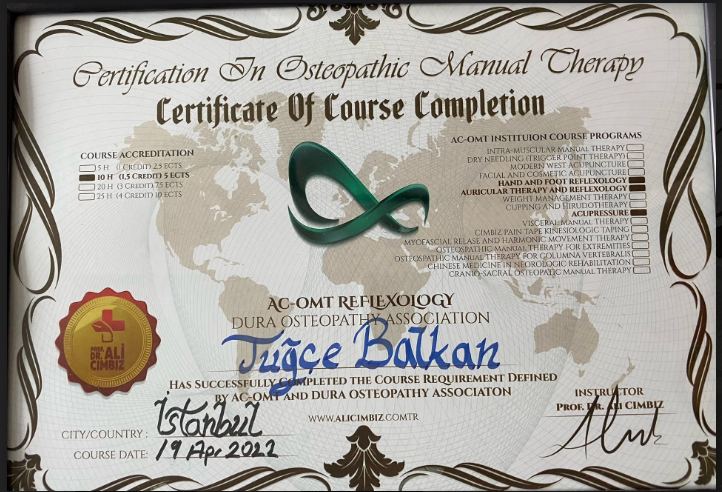 Certification In Osteopathic Manual Therapy
Certificate Of Course Completion
COURSE ACCREDITATION
5 H (1 CREDIT) 2.5 ECTS
10 H (1,5 CREDIT) 5 ECTS
20 H (3 CREDIT) 7.5 ECTS
25 H (4 CREDIT) 10 ECTS
AC-OMT INSTITUION COURSE PROGRAMS
INTRA-MUSCULAR MANUAL THERAPY
DRY NEEDLING (TRIGGER POINT THERAPY)
MODERN WEST ACUPUNCTURE
FACIAL AND COSMETIC ACUPUNCTURE
HAND AND FOOT REFLEXOLOGY
AURICULAR THERAPY AND REFLEXOLOGY
WEIGHT MANAGEMENT THERAPY
CUPPING AND HIRUDOTHERAPY
ACUPRESSURE
VISCERAL MANUAL THERAPY
CIMBIZ PAIN TAPE KINESIOLOGIC TAPING
MYOFASCIAL RELASE AND HARMONIC MOVEMENT THERAPY
OSTEOPATHIC MANUAL THERAPY FOR EXTREMITIES
OSTEOPATHIC MANUAL THERAPY FOR COLUMNA VERTEBRALIS
CHINESE MEDICINE IN NEOROLOGIC REHABILITATION
CRANIO-SACRAL OSTEOPATIC MANUAL THERAPY
AC-OMT REFLEXOLOGY
DURA OSTEOPATHY ASSOCIATION
Tuğçe Balkan
HAS SUCCESSFULLY COMPLETED THE COURSE REQUIREMENT DEFINED
BY AC-OMT AND DURA OSTEOPATHY ASSOCIATON
WWW.ALICIMBIZ.COM.TR
PROF.
DR. ALİ
CIMBIZ
CITY/COUNTRY : İstanbul
COURSE DATE: 19 Apr 2022
INSTRUCTOR
PROF. DR. ALI CIMBIZ